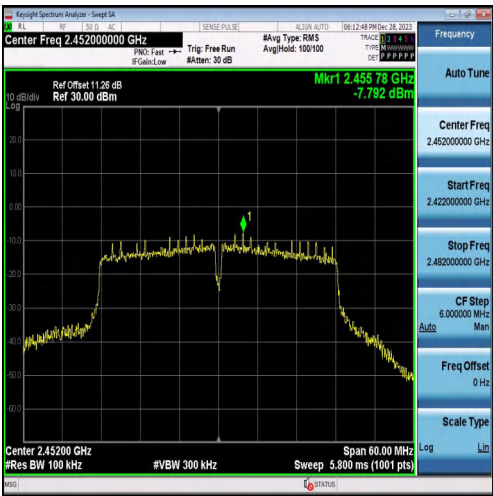 Keysight Spectrum Analyzer - Swept SA
RL RF 50 Ω AC SENSE:PULSE ALIGN AUTO 06:12:48 PM Dec 28, 2023
Center Freq 2.452000000 GHz
PNO: Fast
IFGain:Low
Trig: Free Run
#Atten: 30 dB
#Avg Type: RMS
Avg|Hold: 100/100
TRACE 1 2 3 4 5 6
TYPE M W W W W W
DET P P P P P P
Ref Offset 11.26 dB
10 dB/div Ref 30.00 dBm
Log
Mkr1 2.455 78 GHz
-7.792 dBm
20.0
10.0
0.00
-10.0
-20.0
-30.0
-40.0
-50.0
-60.0
1
Center 2.45200 GHz Span 60.00 MHz
#Res BW 100 kHz #VBW 300 kHz Sweep 5.800 ms (1001 pts)
MSG STATUS
Frequency
Auto Tune
Center Freq
2.452000000 GHz
Start Freq
2.422000000 GHz
Stop Freq
2.482000000 GHz
CF Step
6.000000 MHz
Auto Man
Freq Offset
0 Hz
Scale Type
Log Lin